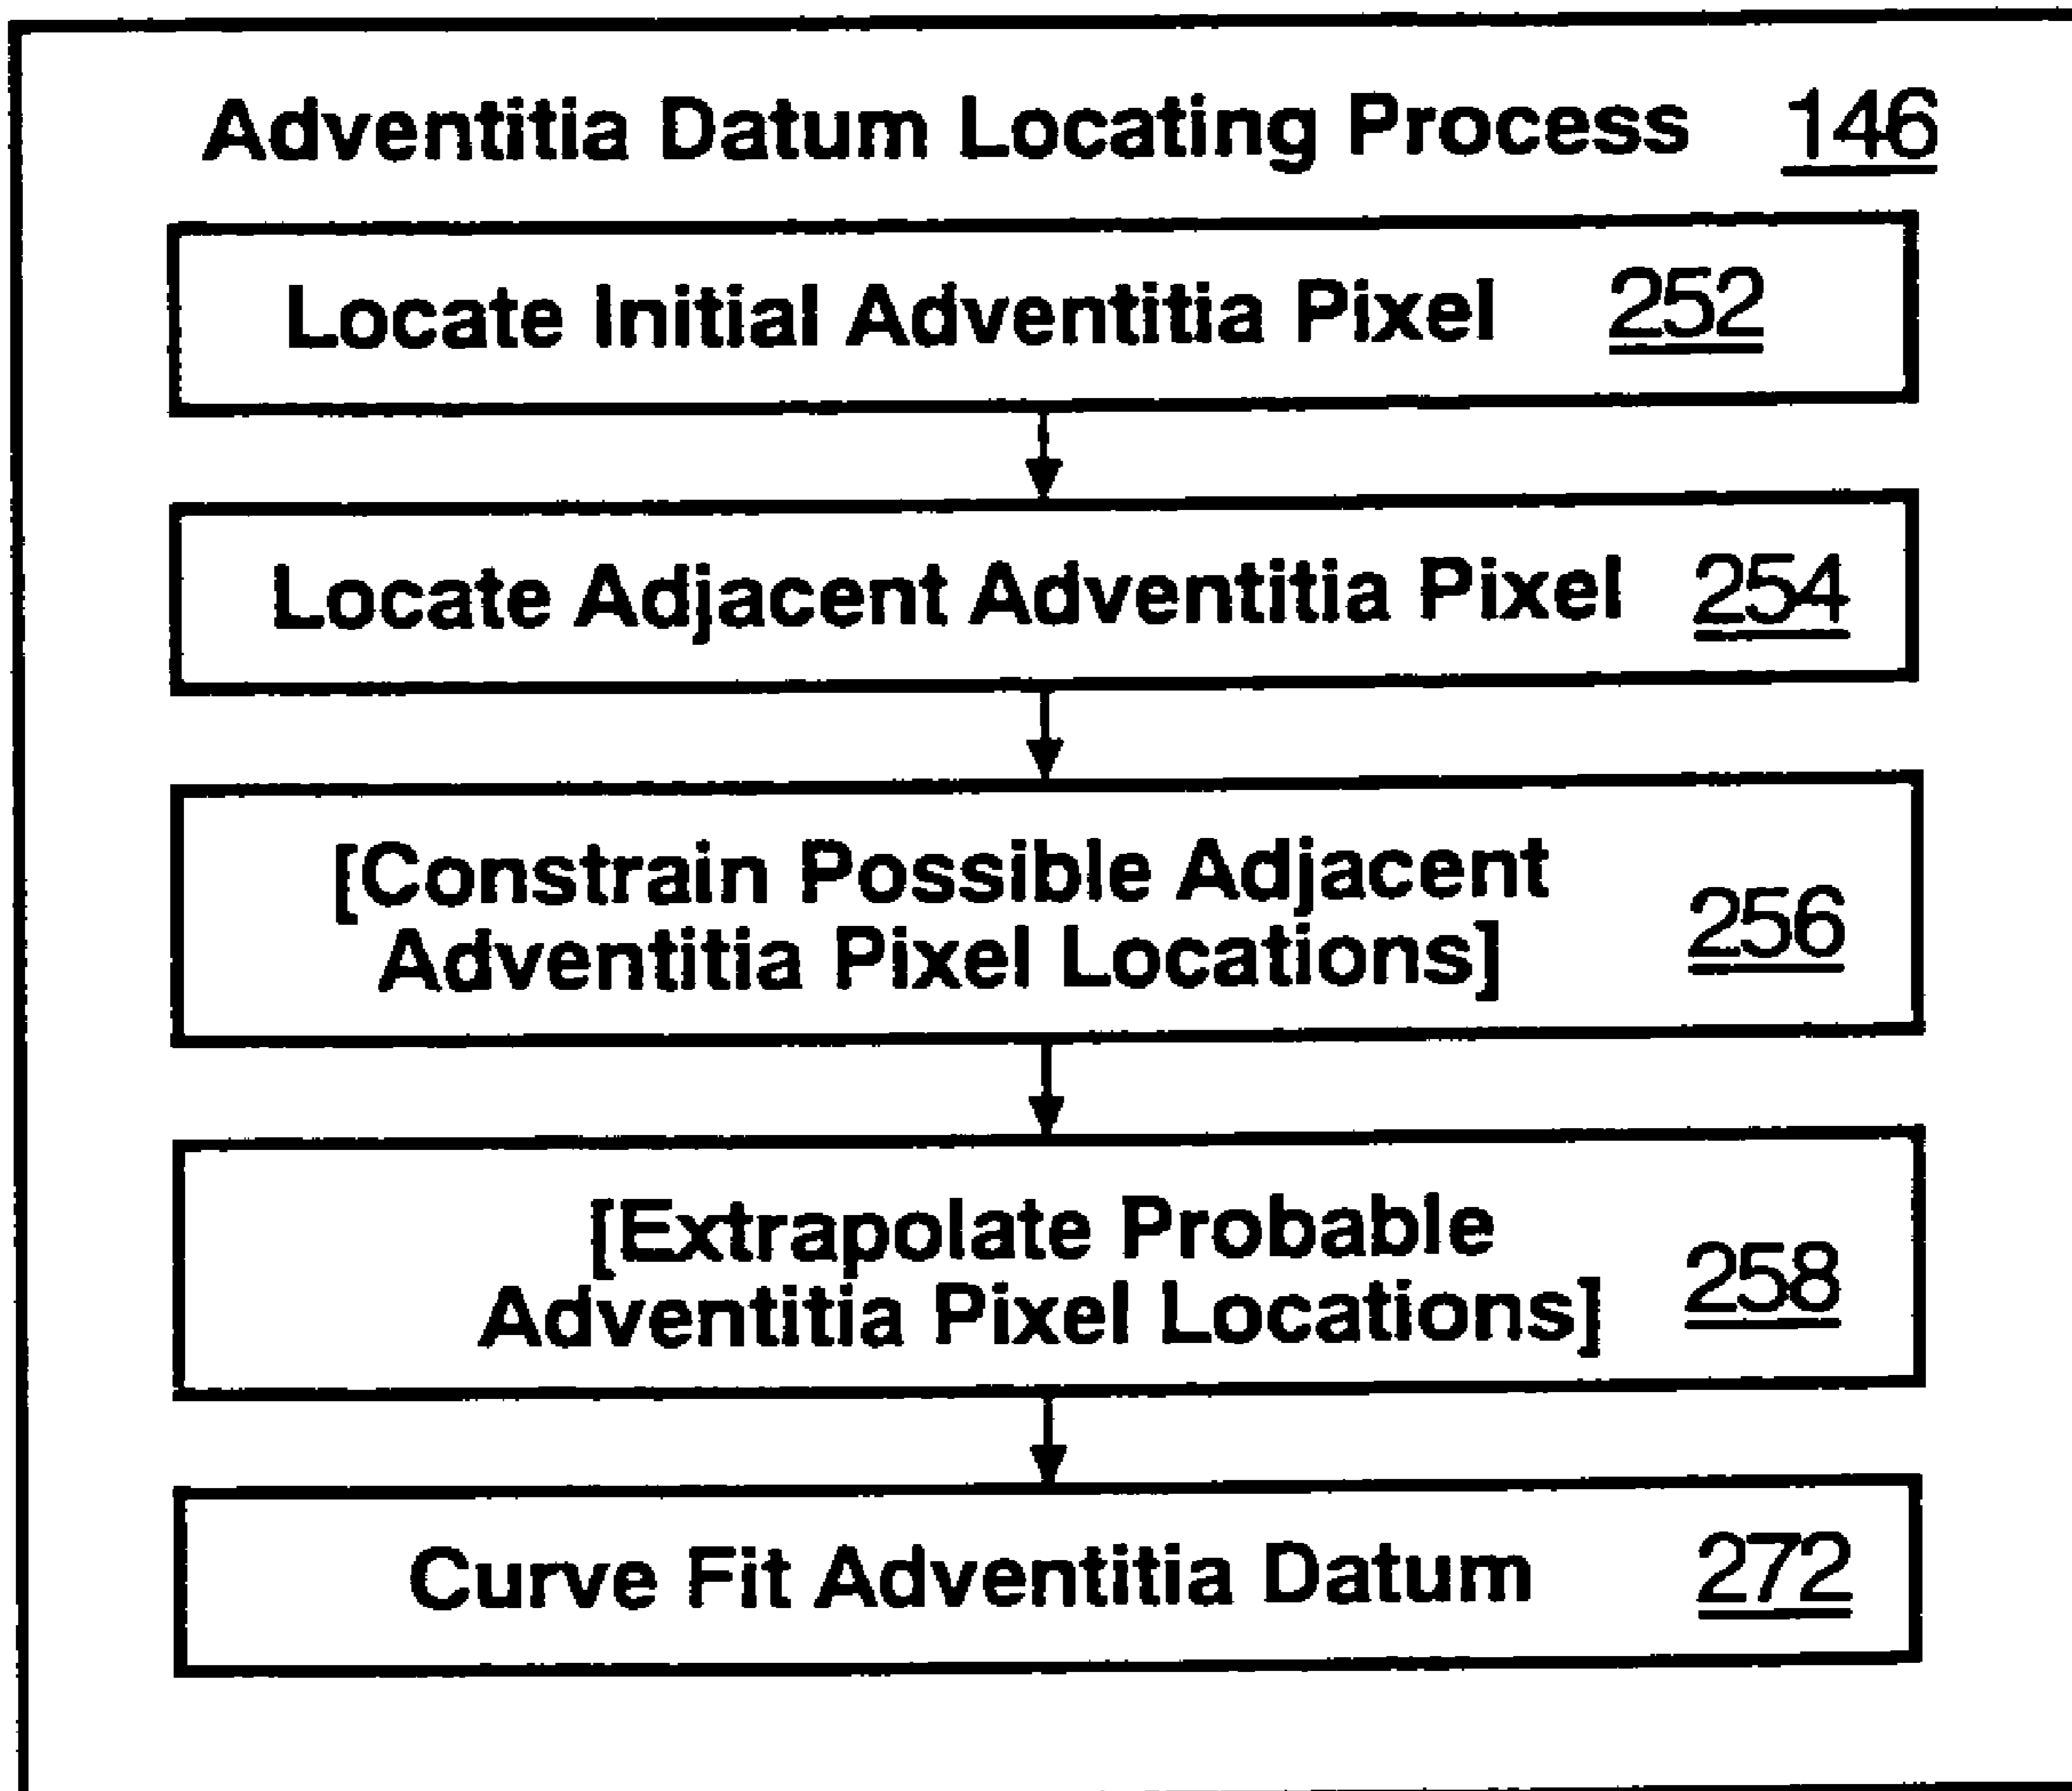 Adventitia Datum Locating Process 146
Locate Initial Adventitia Pixel 252
Locate Adjacent Adventitia Pixel 254
[Constrain Possible Adjacent
Adventitia Pixel Locations] 256
[Extrapolate Probable
Adventitia Pixel Locations] 258
Curve Fit Adventitia Datum 272